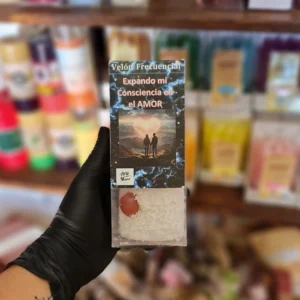 Velón Frecuencial
Expando mi
Consciencia en
el AMOR